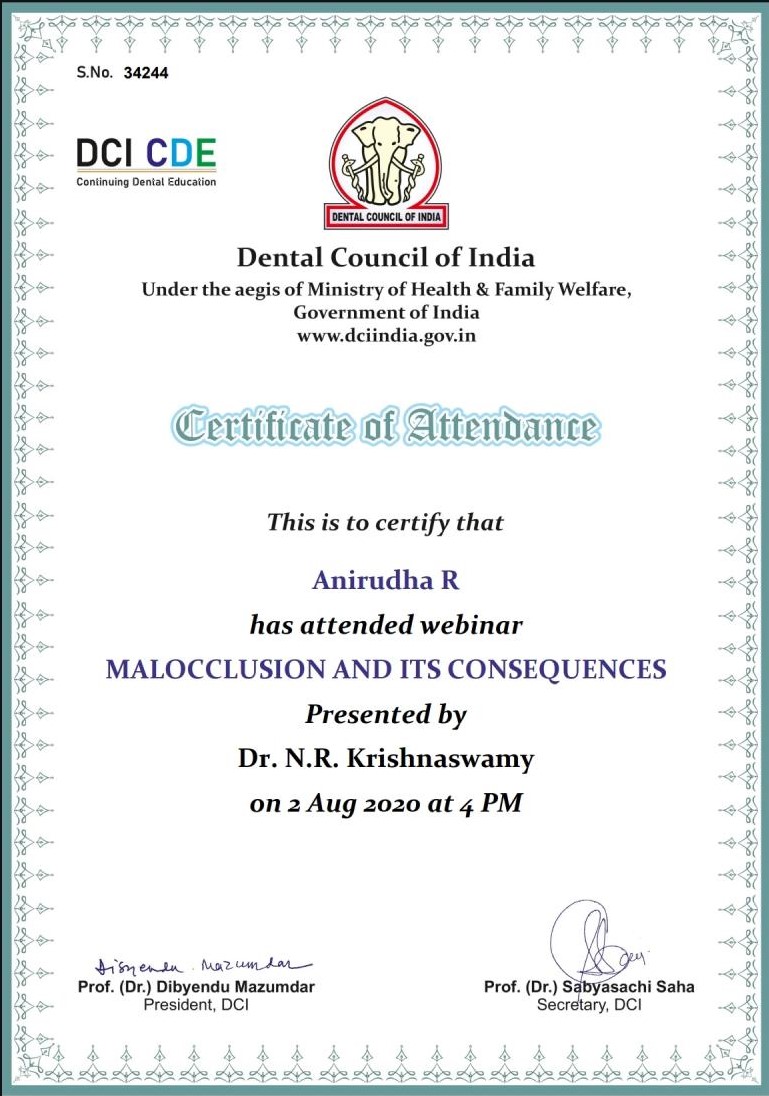 S.No. 34244
DCI CDE
Continuing Dental Education
DENTAL COUNCIL OF INDIA
Dental Council of India
Under the aegis of Ministry of Health & Family Welfare,
Government of India
www.dciindia.gov.in
Certificate of Attendance
This is to certify that
Anirudha R
has attended webinar
MALOCCLUSION AND ITS CONSEQUENCES
Presented by
Dr. N.R. Krishnaswamy
on 2 Aug 2020 at 4 PM
Dibyendu Mazumdar
Prof. (Dr.) Dibyendu Mazumdar
President, DCI
Prof. (Dr.) Sabyasachi Saha
Secretary, DCI